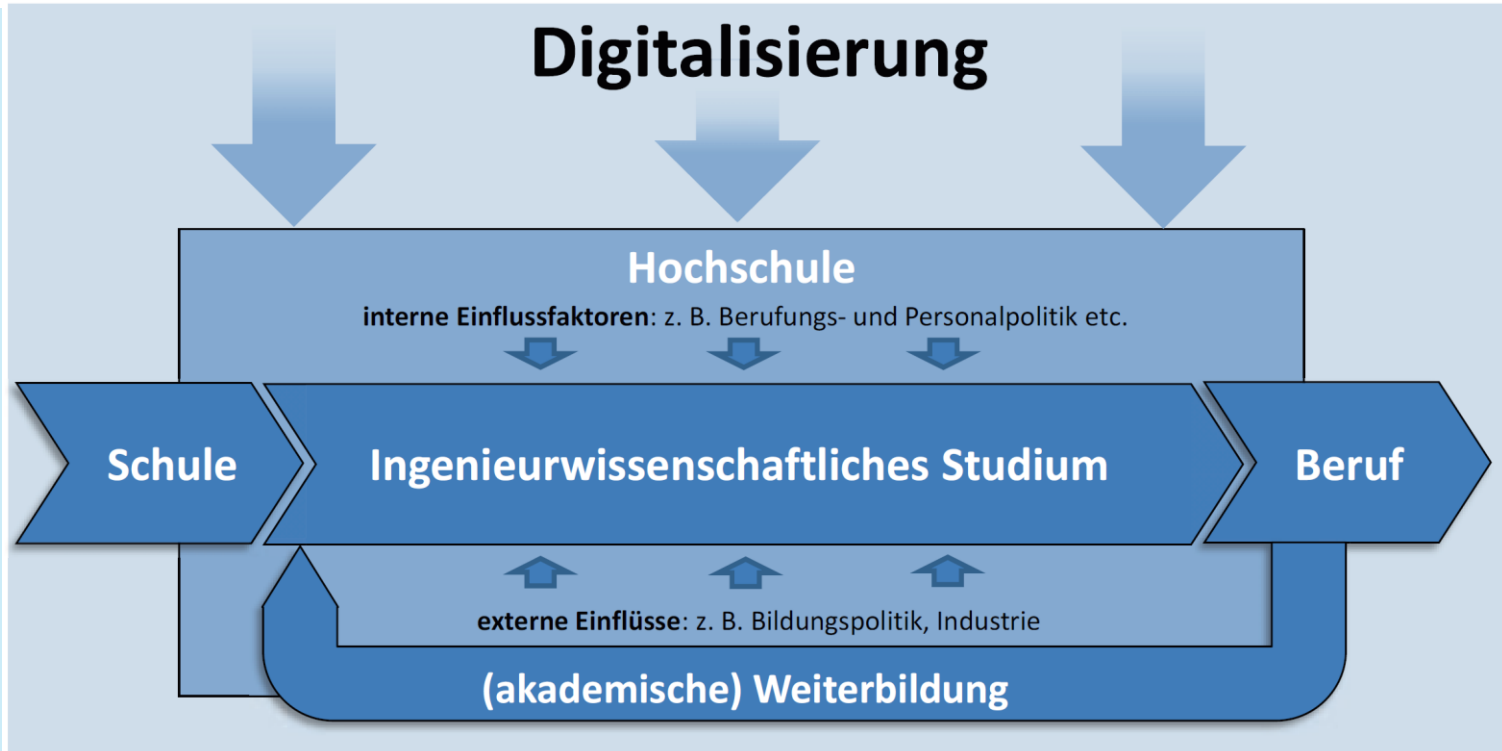 Digitalisierung
Hochschule
interne Einflussfaktoren: z. B. Berufungs- und Personalpolitik etc.
Schule
Ingenieurwissenschaftliches Studium
Beruf
externe Einflüsse: z. B. Bildungspolitik, Industrie
(akademische) Weiterbildung